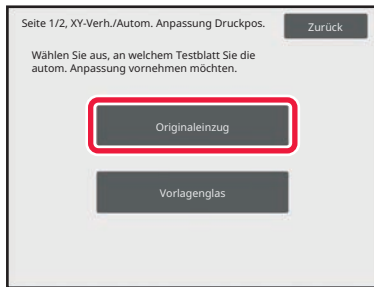 Seite 1/2, XY-Verh./Autom. Anpassung Druckpos.
Zurück
Wählen Sie aus, an welchem Testblatt Sie die
autom. Anpassung vornehmen möchten.
Originaleinzug
Vorlagenglas